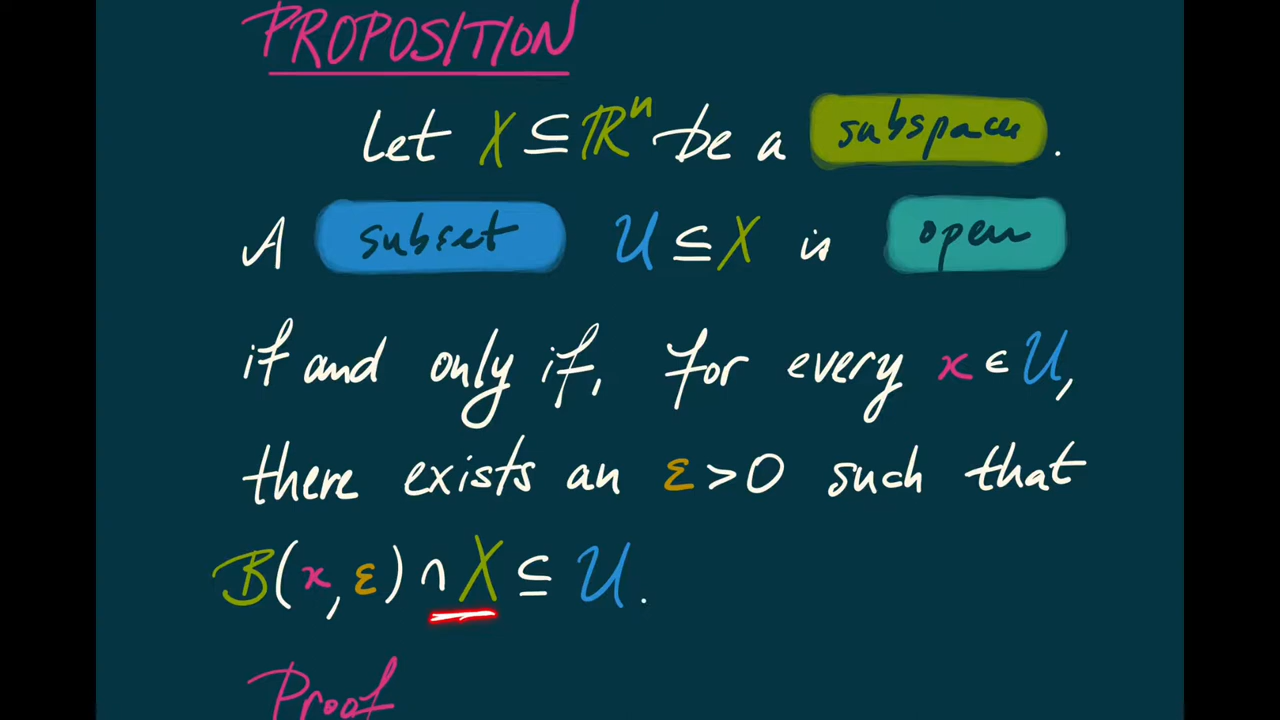 PROPOSITION
Let X ⊆ ℝⁿ be a subspace.
A subset U ⊆ X is open
if and only if, for every x ∈ U,
there exists an ε > 0 such that
B(x, ε) ∩ X ⊆ U.
Proof